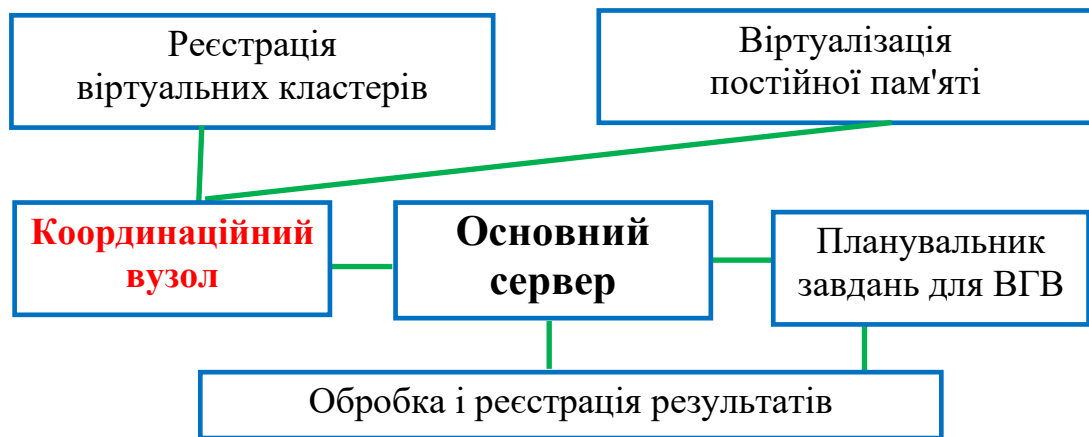 Реєстрація
віртуальних кластерів
Віртуалізація
постійної пам'яті
Координаційний
вузол
Основний
сервер
Планувальник
завдань для ВГВ
Обробка і реєстрація результатів